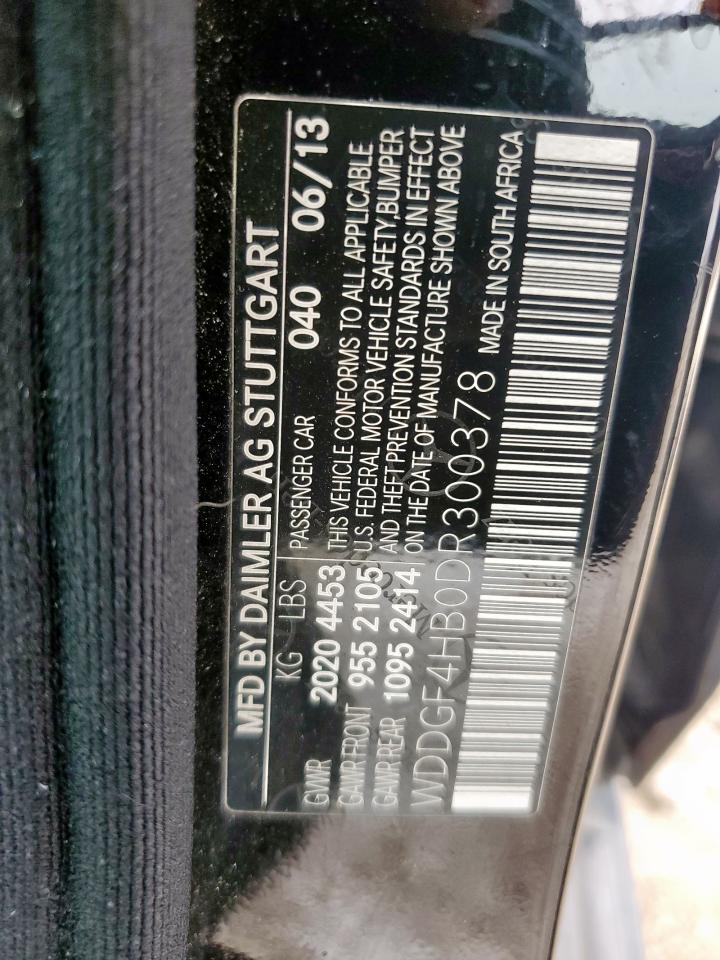 MFD BY DAIMLER AG STUTTGART
KG LBS PASSENGER CAR 040 06/13
GVWR 2020 4453 THIS VEHICLE CONFORMS TO ALL APPLICABLE
GAWR FRONT 955 2105 U.S. FEDERAL MOTOR VEHICLE SAFETY,BUMPER
GAWR REAR 1095 2414 AND THEFT PREVENTION STANDARDS IN EFFECT
ON THE DATE OF MANUFACTURE SHOWN ABOVE
WDDGF4HB0DR300378 MADE IN SOUTH AFRICA